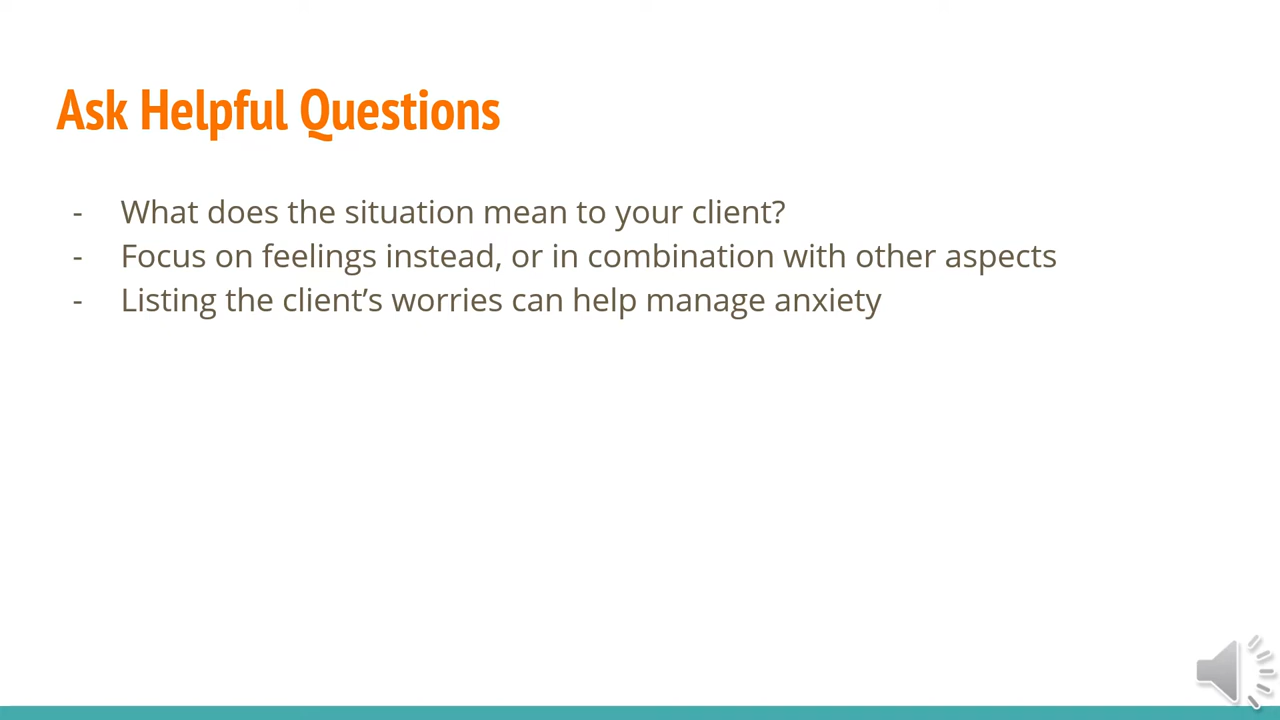 Ask Helpful Questions
- What does the situation mean to your client?
- Focus on feelings instead, or in combination with other aspects
- Listing the client’s worries can help manage anxiety